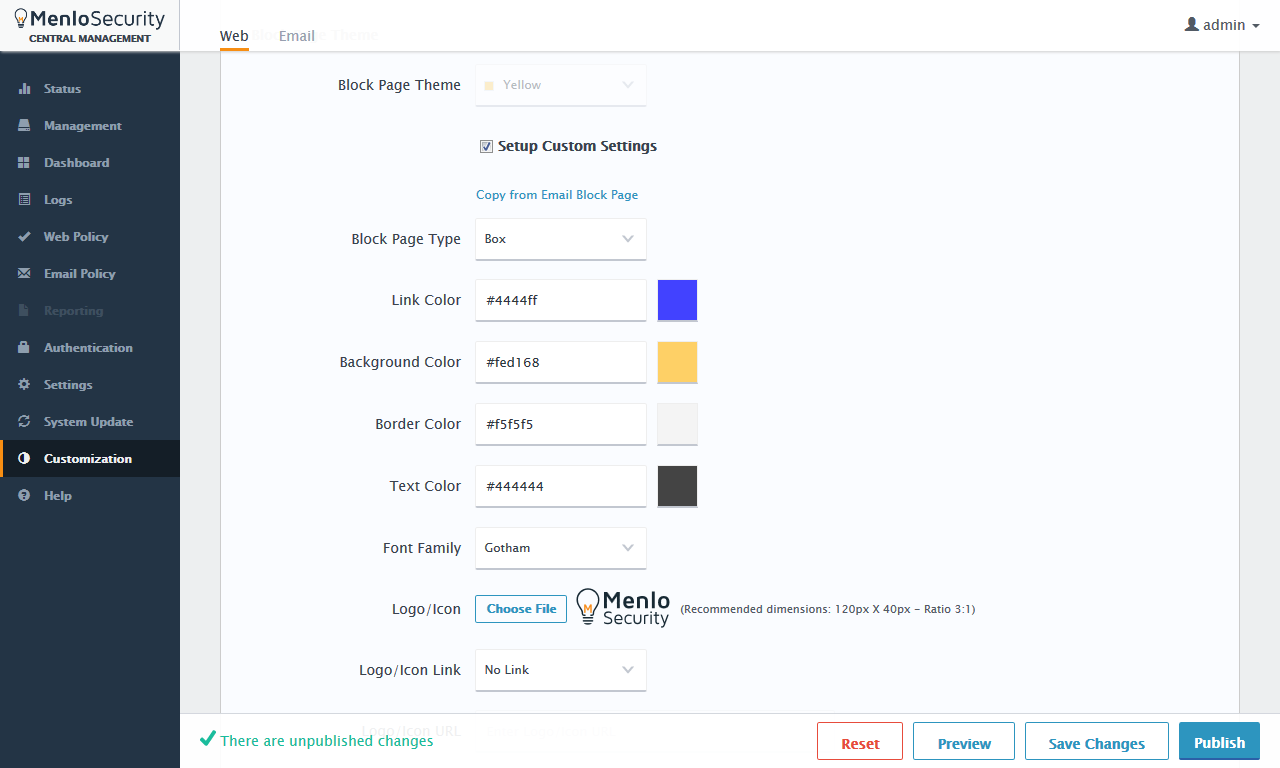 MenloSecurity
CENTRAL MANAGEMENT
Web
Email
admin
Status
Management
Dashboard
Logs
Web Policy
Email Policy
Reporting
Authentication
Settings
System Update
Customization
Help
Block Page Theme
Yellow
Setup Custom Settings
Copy from Email Block Page
Block Page Type
Box
Link Color
#4444ff
Background Color
#fed168
Border Color
#f5f5f5
Text Color
#444444
Font Family
Gotham
Logo/Icon
Choose File
Menlo
Security
(Recommended dimensions: 120px X 40px - Ratio 3:1)
Logo/Icon Link
No Link
Logo/Icon URL
There are unpublished changes
Reset
Preview
Save Changes
Publish